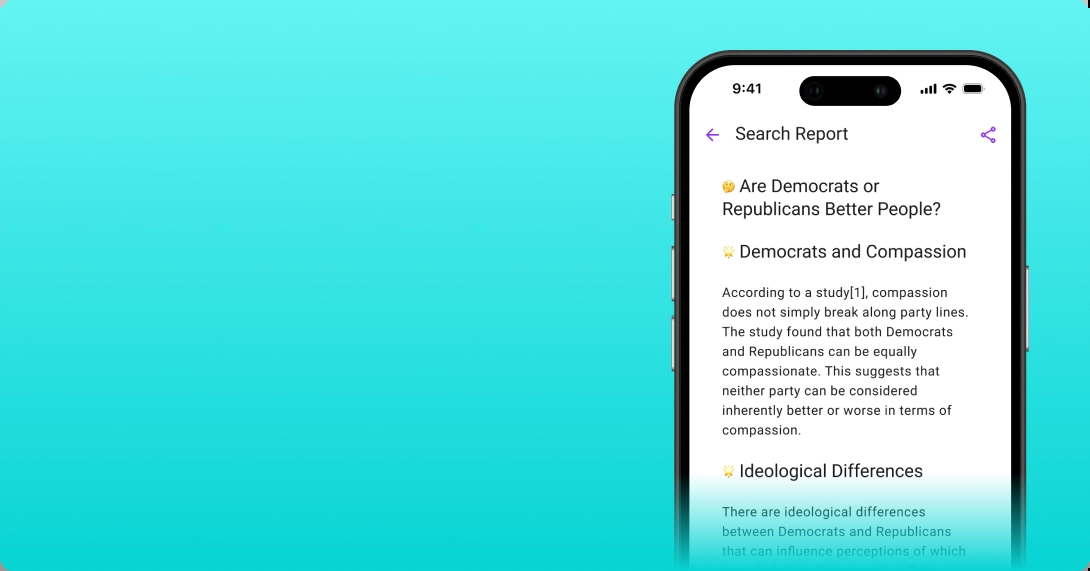 9:41
Search Report
🤔 Are Democrats or
Republicans Better People?
🌟 Democrats and Compassion
According to a study[1], compassion
does not simply break along party lines.
The study found that both Democrats
and Republicans can be equally
compassionate. This suggests that
neither party can be considered
inherently better or worse in terms of
compassion.
🌟 Ideological Differences
There are ideological differences
between Democrats and Republicans
that can influence perceptions of which